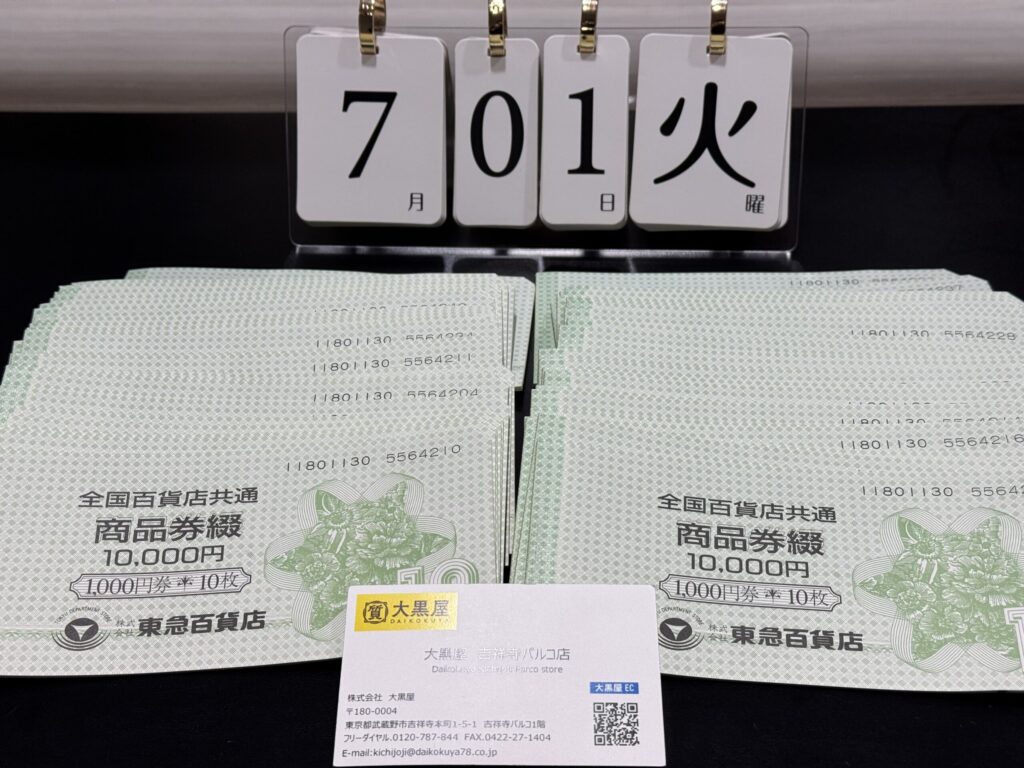 7月
01日
火曜
11801130 5564211
11801130 5564204
11801130 5564210
全国百貨店共通
商品券綴
10,000円
1,000円券 10枚
株式会社 東急百貨店
11801130 5564228
11801130
11801130
11801130
全国百貨店共通
商品券綴
10,000円
1,000円券 10枚
株式会社 東急百貨店
質 大黒屋
DAIKOKUYA
大黒屋 吉祥寺パルコ店
store
大黒屋 EC
株式会社 大黒屋
〒180-0004
東京都武蔵野市吉祥寺本町1-5-1 吉祥寺パルコ1階
フリーダイヤル.0120-787-844 FAX.0422-27-1404
E-mail:kichijoji@daikokuya78.co.jp